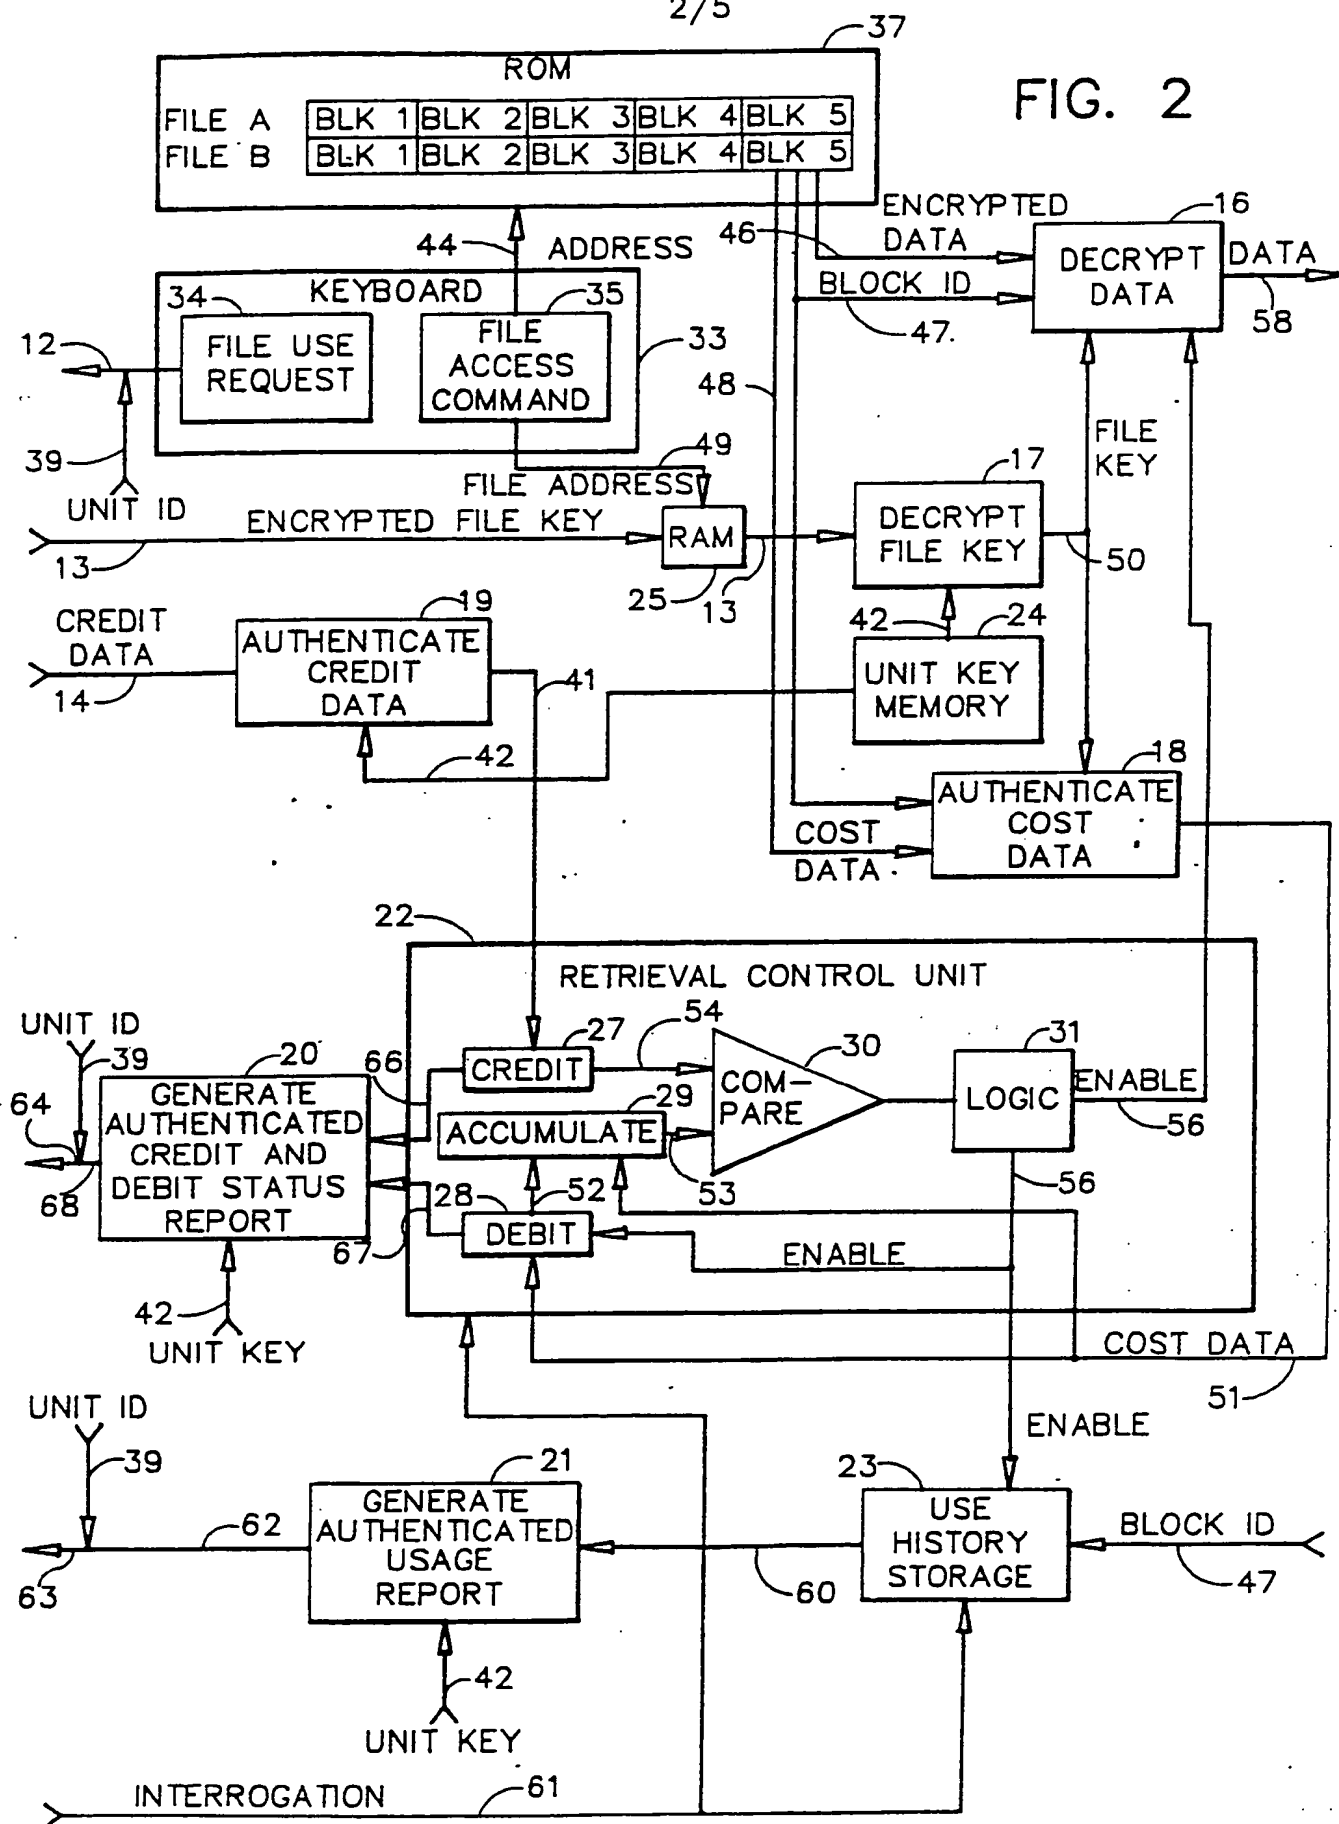 2/5
37
ROM
FIG. 2
FILE A BLK 1 BLK 2 BLK 3 BLK 4 BLK 5
FILE B BLK 1 BLK 2 BLK 3 BLK 4 BLK 5
16
ENCRYPTED
DATA
46
44
ADDRESS
DECRYPT
DATA
DATA
58
KEYBOARD
BLOCK ID
47
34
35
12
FILE USE
REQUEST
FILE
ACCESS
COMMAND
33
48
39
UNIT ID
49
FILE ADDRESS
FILE
KEY
17
ENCRYPTED FILE KEY
13
RAM
25
13
DECRYPT
FILE KEY
50
CREDIT
DATA
14
19
AUTHENTICATE
CREDIT
DATA
41
42
24
UNIT KEY
MEMORY
42
18
AUTHENTICATE
COST
DATA
COST
DATA
22
RETRIEVAL CONTROL UNIT
UNIT ID
39
20
66
27
54
30
31
CREDIT
COM-
PARE
LOGIC
ENABLE
56
64
GENERATE
AUTHENTICATED
CREDIT AND
DEBIT STATUS
REPORT
29
ACCUMULATE
53
56
68
28
52
67
DEBIT
ENABLE
42
UNIT KEY
COST DATA
51
UNIT ID
39
ENABLE
21
23
GENERATE
AUTHENTICATED
USAGE
REPORT
62
63
USE
HISTORY
STORAGE
BLOCK ID
47
60
42
UNIT KEY
INTERROGATION
61